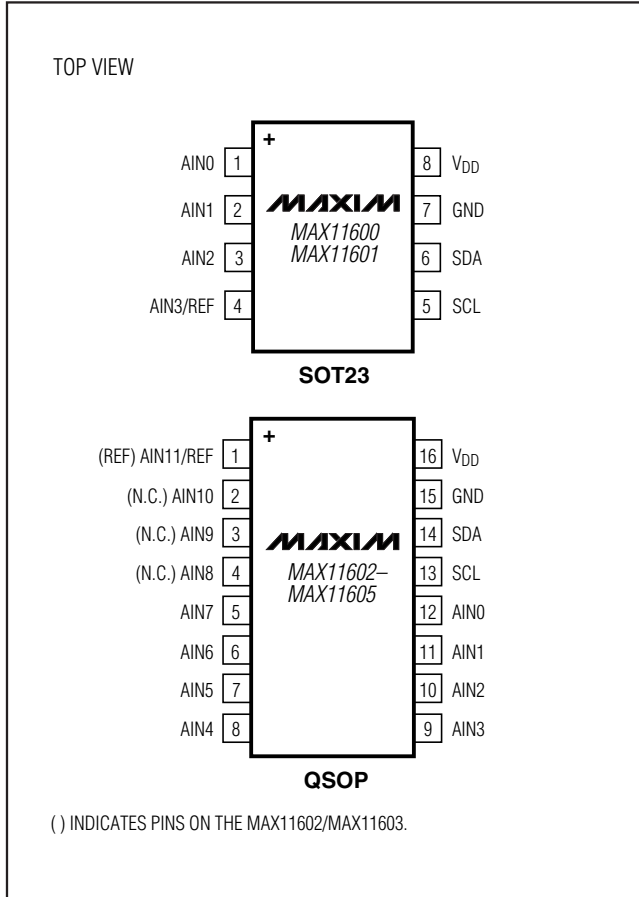 TOP VIEW
+
AIN0 1 8 VDD
AIN1 2 MAXIM 7 GND
MAX11600
AIN2 3 MAX11601 6 SDA
AIN3/REF 4 5 SCL
SOT23
+
(REF) AIN11/REF 1 16 VDD
(N.C.) AIN10 2 15 GND
(N.C.) AIN9 3 MAXIM 14 SDA
(N.C.) AIN8 4 MAX11602– 13 SCL
MAX11605
AIN7 5 12 AIN0
AIN6 6 11 AIN1
AIN5 7 10 AIN2
AIN4 8 9 AIN3
QSOP
( ) INDICATES PINS ON THE MAX11602/MAX11603.